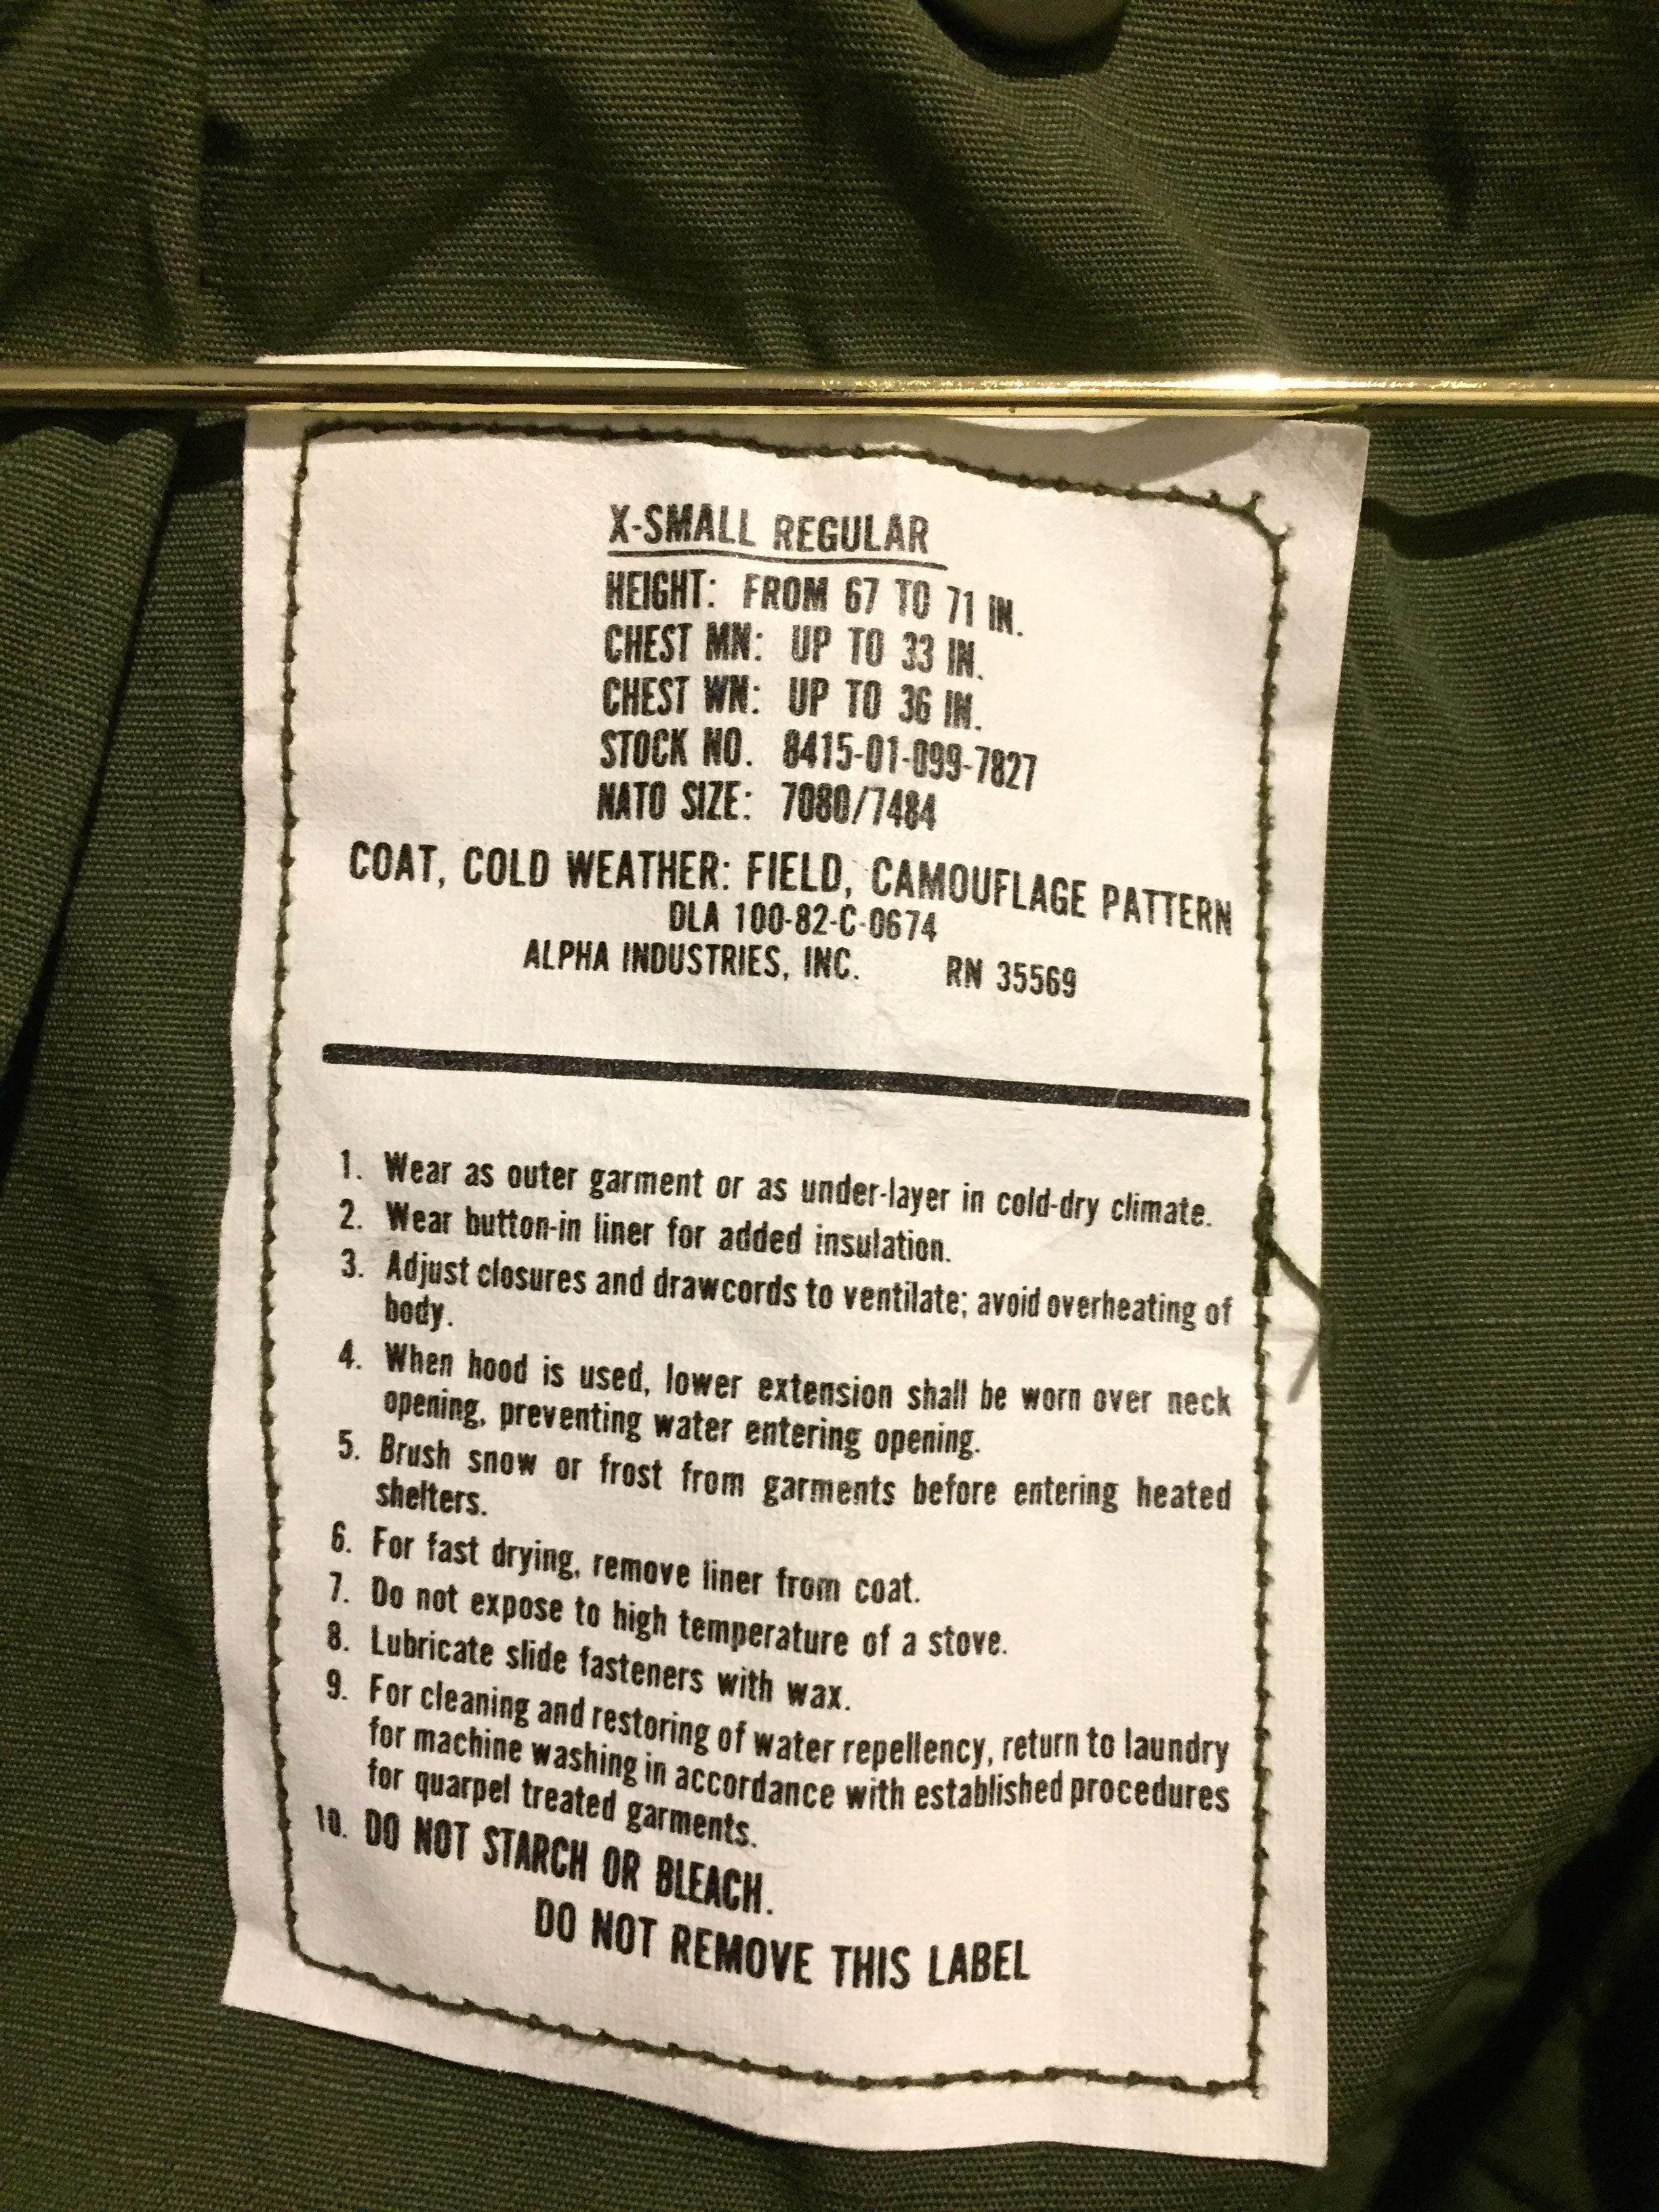 X-SMALL REGULAR
HEIGHT: FROM 67 TO 71 IN.
CHEST MN: UP TO 33 IN.
CHEST WN: UP TO 36 IN.
STOCK NO. 8415-01-099-7827
NATO SIZE: 7080/7484
COAT, COLD WEATHER: FIELD, CAMOUFLAGE PATTERN
DLA 100-82-C-0674
ALPHA INDUSTRIES, INC. RN 35569
1. Wear as outer garment or as under-layer in cold-dry climate.
2. Wear button-in liner for added insulation.
3. Adjust closures and drawcords to ventilate; avoid overheating of
body.
4. When hood is used, lower extension shall be worn over neck
opening, preventing water entering opening.
5. Brush snow or frost from garments before entering heated
shelters.
6. For fast drying, remove liner from coat.
7. Do not expose to high temperature of a stove.
8. Lubricate slide fasteners with wax.
9. For cleaning and restoring of water repellency, return to laundry
for machine washing in accordance with established procedures
for quarpel treated garments.
10. DO NOT STARCH OR BLEACH.
DO NOT REMOVE THIS LABEL